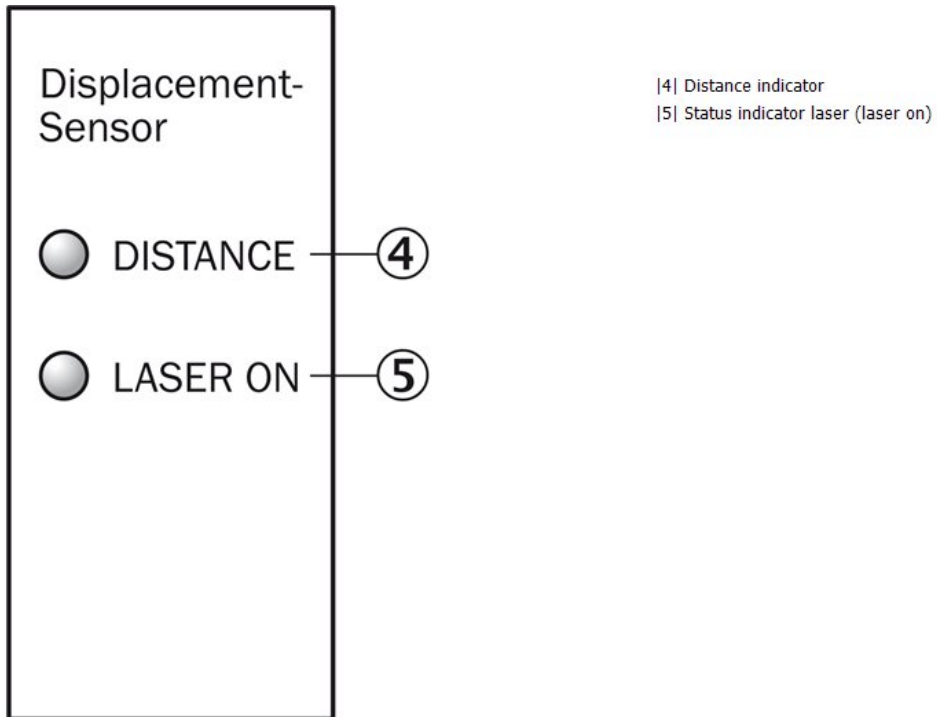 Displacement-
Sensor
DISTANCE ④
LASER ON ⑤
|4| Distance indicator
|5| Status indicator laser (laser on)